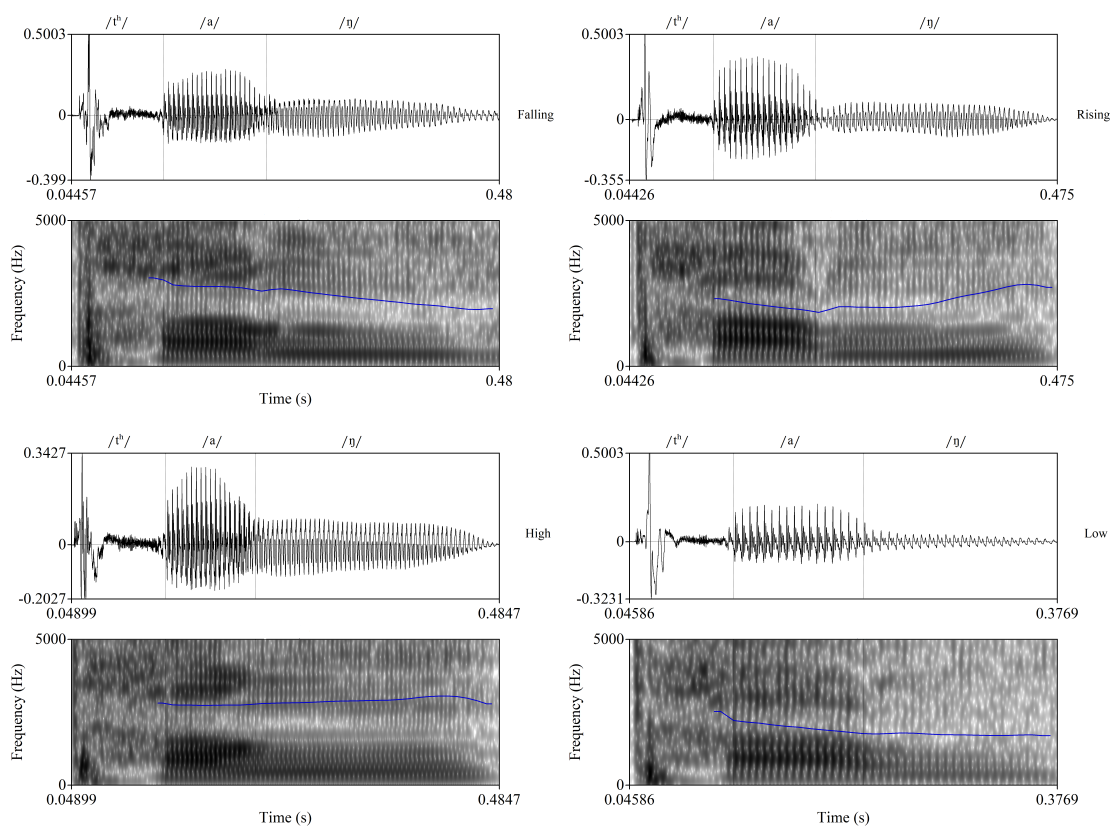 /tʰ/ /a/ /ŋ/
0.5003
0
-0.399
0.04457 0.48
Falling
5000
Frequency (Hz)
0
0.04457 0.48
Time (s)
/tʰ/ /a/ /ŋ/
0.5003
0
-0.355
0.04426 0.475
Rising
5000
Frequency (Hz)
0
0.04426 0.475
/tʰ/ /a/ /ŋ/
0.3427
0
-0.2027
0.04899 0.4847
High
5000
Frequency (Hz)
0
0.04899 0.4847
Time (s)
/tʰ/ /a/ /ŋ/
0.5003
0
-0.3231
0.04586 0.3769
Low
5000
Frequency (Hz)
0
0.04586 0.3769
Time (s)